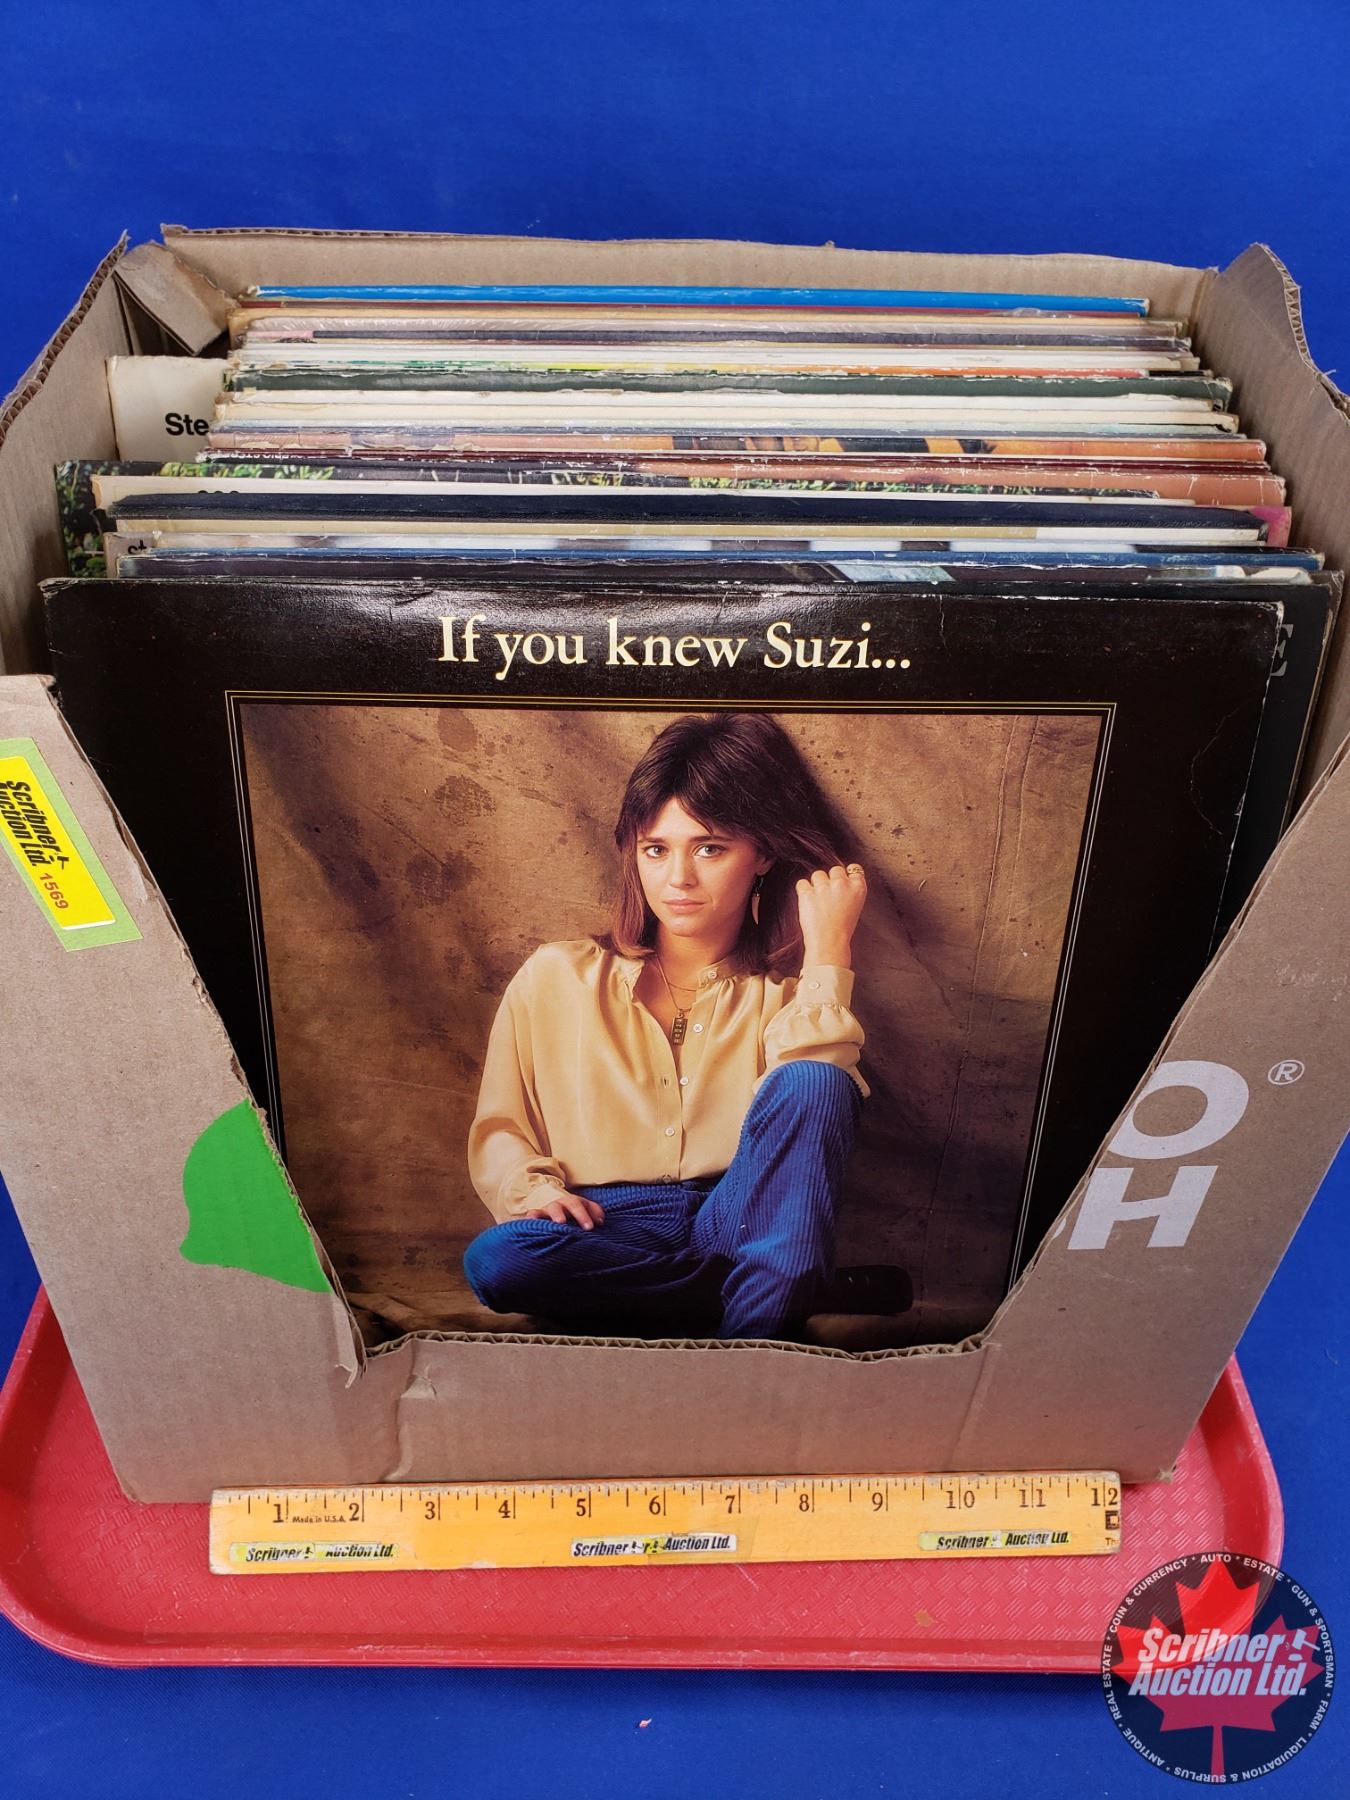 Ste
If you knew Suzi...
E
Scribner
Auction Ltd.
1569
O®
SH
1 2 3 4 5 6 7 8 9 10 11 12
Made in U.S.A.
Scribner Auction Ltd.
Scribner Auction Ltd.
Scribner Auction Ltd.
REAL ESTATE * COIN & CURRENCY * AUTO * ESTATE * GUN & SPORTSMAN * FARM * LIQUIDATION & SURPLUS * ANTIQUE *
Scribner
Auction Ltd.